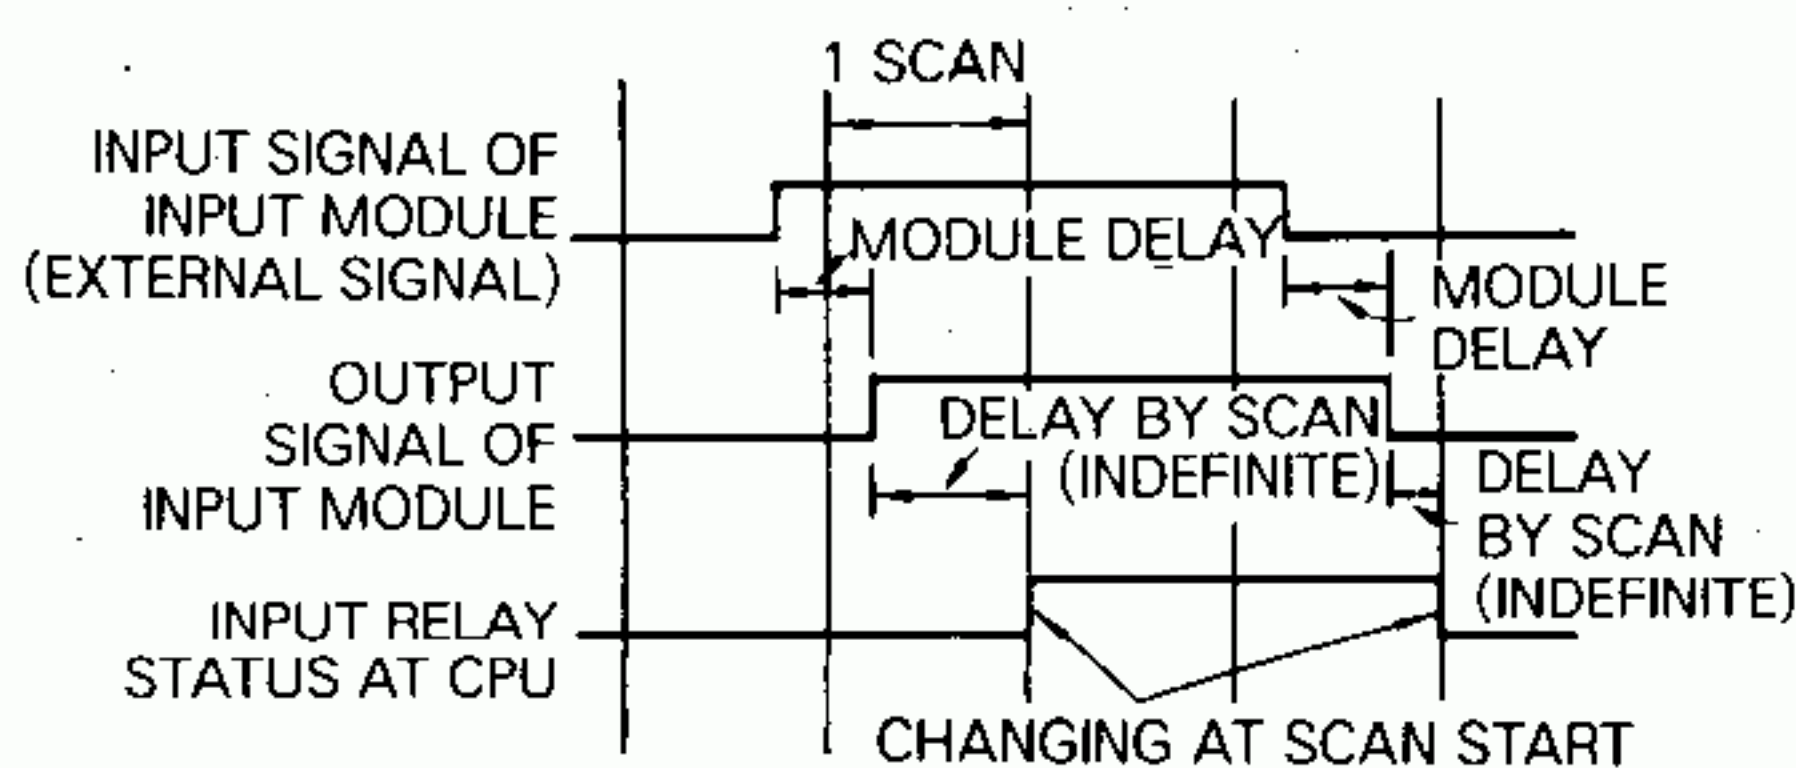 1 SCAN
INPUT SIGNAL OF
INPUT MODULE
(EXTERNAL SIGNAL)
MODULE DELAY
MODULE
DELAY
OUTPUT
SIGNAL OF
INPUT MODULE
DELAY BY SCAN
(INDEFINITE)
DELAY
BY SCAN
(INDEFINITE)
INPUT RELAY
STATUS AT CPU
CHANGING AT SCAN START